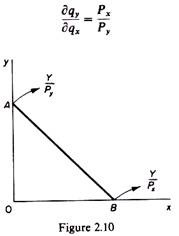 ∂q_y/∂q_x = P_x/P_y
y
Y/P_y
A
Y/P_x
O
B
x
Figure 2.10